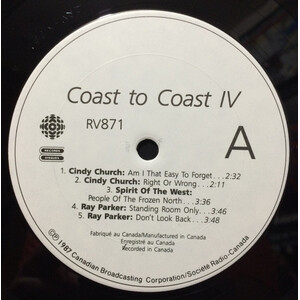 Coast to Coast IV
RV871
A
RECORDS
DISQUES
1. Cindy Church: Am I That Easy To Forget...2:32
2. Cindy Church: Right Or Wrong...2:11
3. Spirit Of The West:
People Of The Frozen North...3:18
4. Ray Parker: Standing Room Only...3:46
5. Ray Parker: Don't Look Back...3:48
Fabriqué au Canada/Manufactured in Canada
Enregistré au Canada
Recorded in Canada
©℗1987 Canadian Broadcasting Corporation/Société Radio-Canada